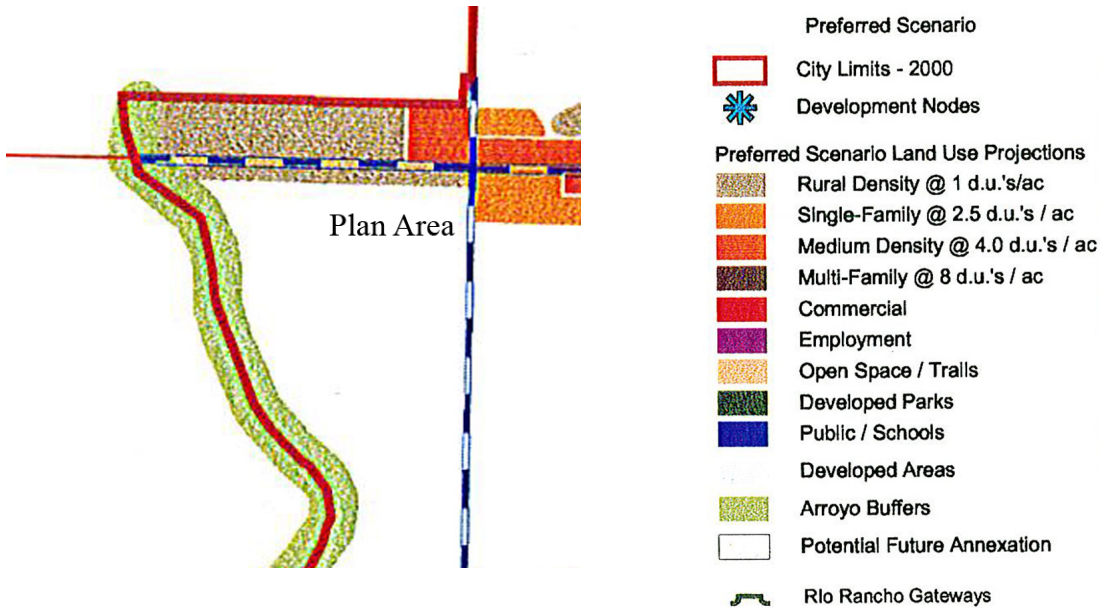 Plan Area
Preferred Scenario
City Limits - 2000
Development Nodes
Preferred Scenario Land Use Projections
Rural Density @ 1 d.u.'s/ac
Single-Family @ 2.5 d.u.'s / ac
Medium Density @ 4.0 d.u.'s / ac
Multi-Family @ 8 d.u.'s / ac
Commercial
Employment
Open Space / Trails
Developed Parks
Public / Schools
Developed Areas
Arroyo Buffers
Potential Future Annexation
Rio Rancho Gateways